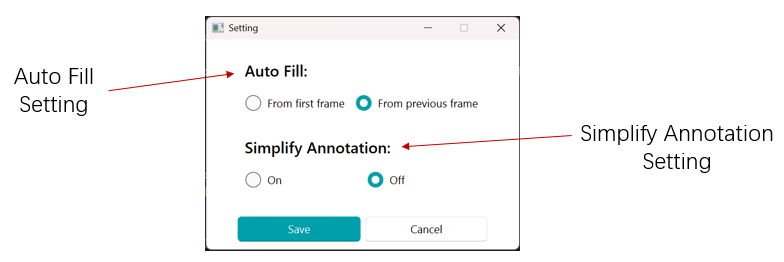 Setting
Auto Fill:
Auto Fill
Setting
From first frame
From previous frame
Simplify Annotation:
Simplify Annotation
Setting
On
Off
Save
Cancel